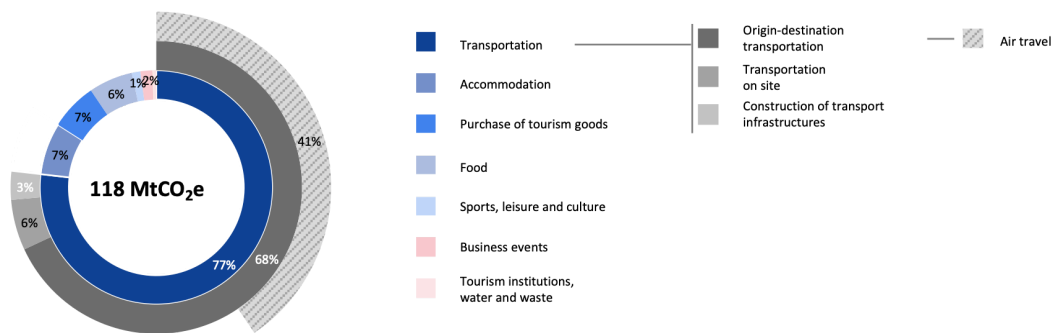 41%
1%
2%
6%
7%
7%
3%
6%
118 MtCO₂e
77%
68%
Transportation
Accommodation
Purchase of tourism goods
Food
Sports, leisure and culture
Business events
Tourism institutions,
water and waste
Origin-destination
transportation
Transportation
on site
Construction of transport
infrastructures
Air travel